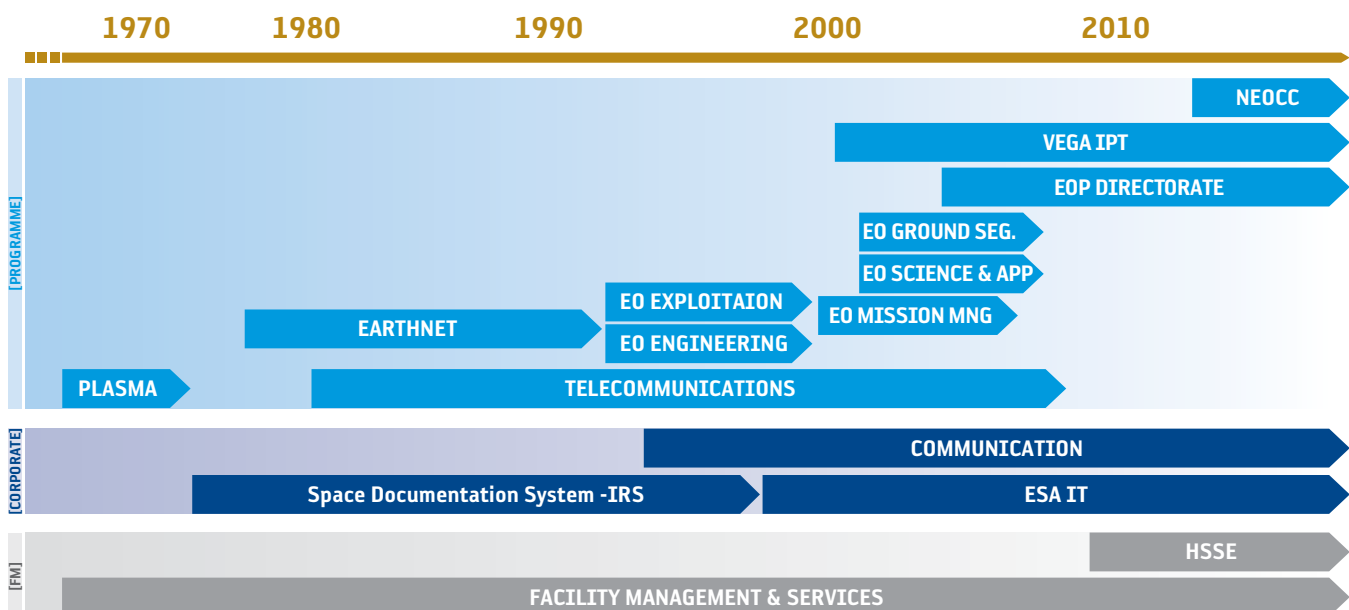 1970 1980 1990 2000 2010
[PROGRAMME]
NEOCC
VEGA IPT
EOP DIRECTORATE
EO GROUND SEG.
EO SCIENCE & APP
EO EXPLOITAION
EO MISSION MNG
EARTHNET
EO ENGINEERING
PLASMA
TELECOMMUNICATIONS
[CORPORATE]
COMMUNICATION
Space Documentation System -IRS
ESA IT
[FM]
HSSE
FACILITY MANAGEMENT & SERVICES